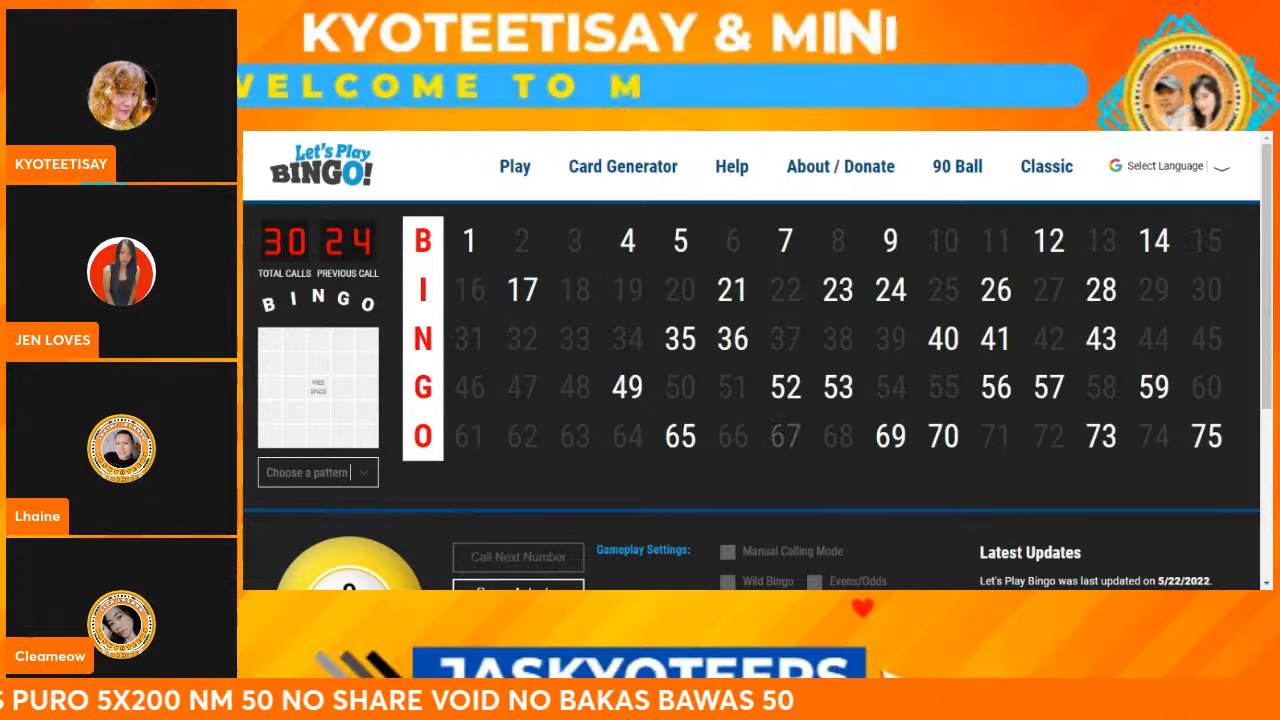 KYOTEETISAY & MINI
WELCOME TO M
KYOTEETISAY
JEN LOVES
Lhaine
Cleameow
Let's Play
BINGO!
Play Card Generator Help About / Donate 90 Ball Classic Select Language
30 24
TOTAL CALLS PREVIOUS CALL
B I N G O
FREE
SPACE
Choose a pattern
B 1 2 3 4 5 6 7 8 9 10 11 12 13 14 15
I 16 17 18 19 20 21 22 23 24 25 26 27 28 29 30
N 31 32 33 34 35 36 37 38 39 40 41 42 43 44 45
G 46 47 48 49 50 51 52 53 54 55 56 57 58 59 60
O 61 62 63 64 65 66 67 68 69 70 71 72 73 74 75
Call Next Number
Gameplay Settings:
Manual Calling Mode
Wild Bingo Evens/Odds
Latest Updates
Let's Play Bingo was last updated on 5/22/2022.
JASKYOTEERS
S PURO 5X200 NM 50 NO SHARE VOID NO BAKAS BAWAS 50